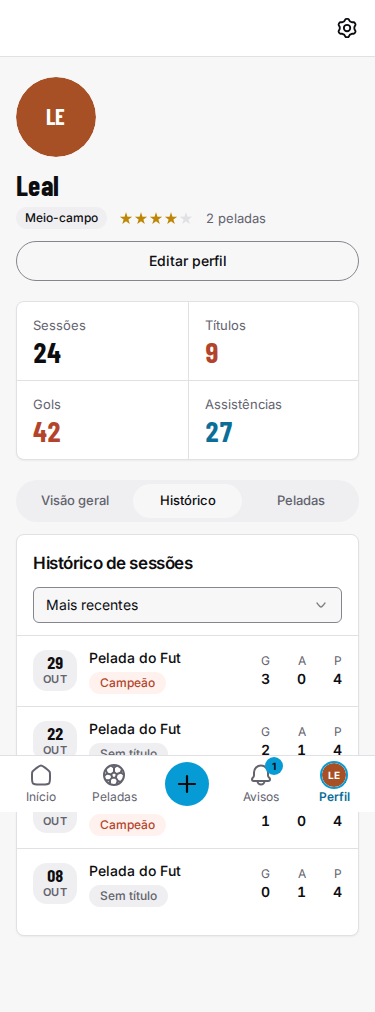 LE
Leal
Meio-campo 2 peladas
Editar perfil
Sessões Títulos
24 9
Gols Assistências
42 27
Visão geral Histórico Peladas
Histórico de sessões
Mais recentes
29 OUT Pelada do Fut G A P
Campeão 3 0 4
22 OUT Pelada do Fut G A P
Sem título 2 1 4
Início Peladas Avisos 1 LE Perfil
OUT Campeão 1 0 4
08 OUT Pelada do Fut G A P
Sem título 0 1 4